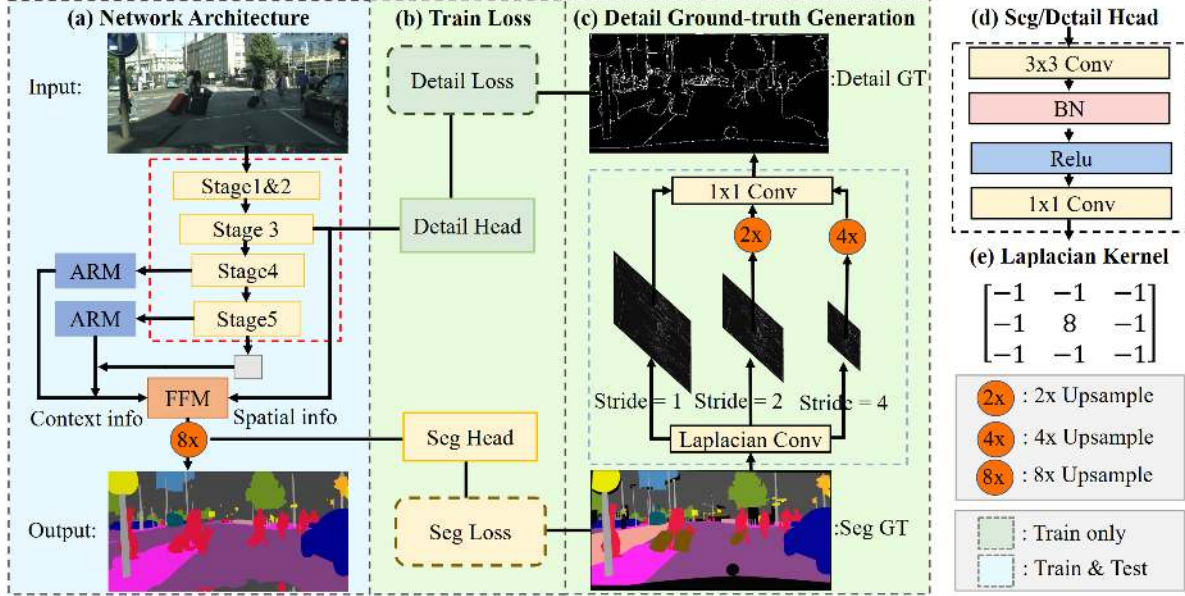 (a) Network Architecture
Input:
Stage1&2
Stage 3
Stage4
Stage5
ARM
ARM
FFM
Context info
Spatial info
8x
Output:
(b) Train Loss
Detail Loss
Detail Head
Seg Head
Seg Loss
(c) Detail Ground-truth Generation
:Detail GT
1x1 Conv
2x
4x
Stride = 1
Stride = 2
Stride = 4
Laplacian Conv
:Seg GT
(d) Seg/Detail Head
3x3 Conv
BN
Relu
1x1 Conv
(e) Laplacian Kernel
−1 −1 −1
−1 8 −1
−1 −1 −1
2x : 2x Upsample
4x : 4x Upsample
8x : 8x Upsample
: Train only
: Train & Test